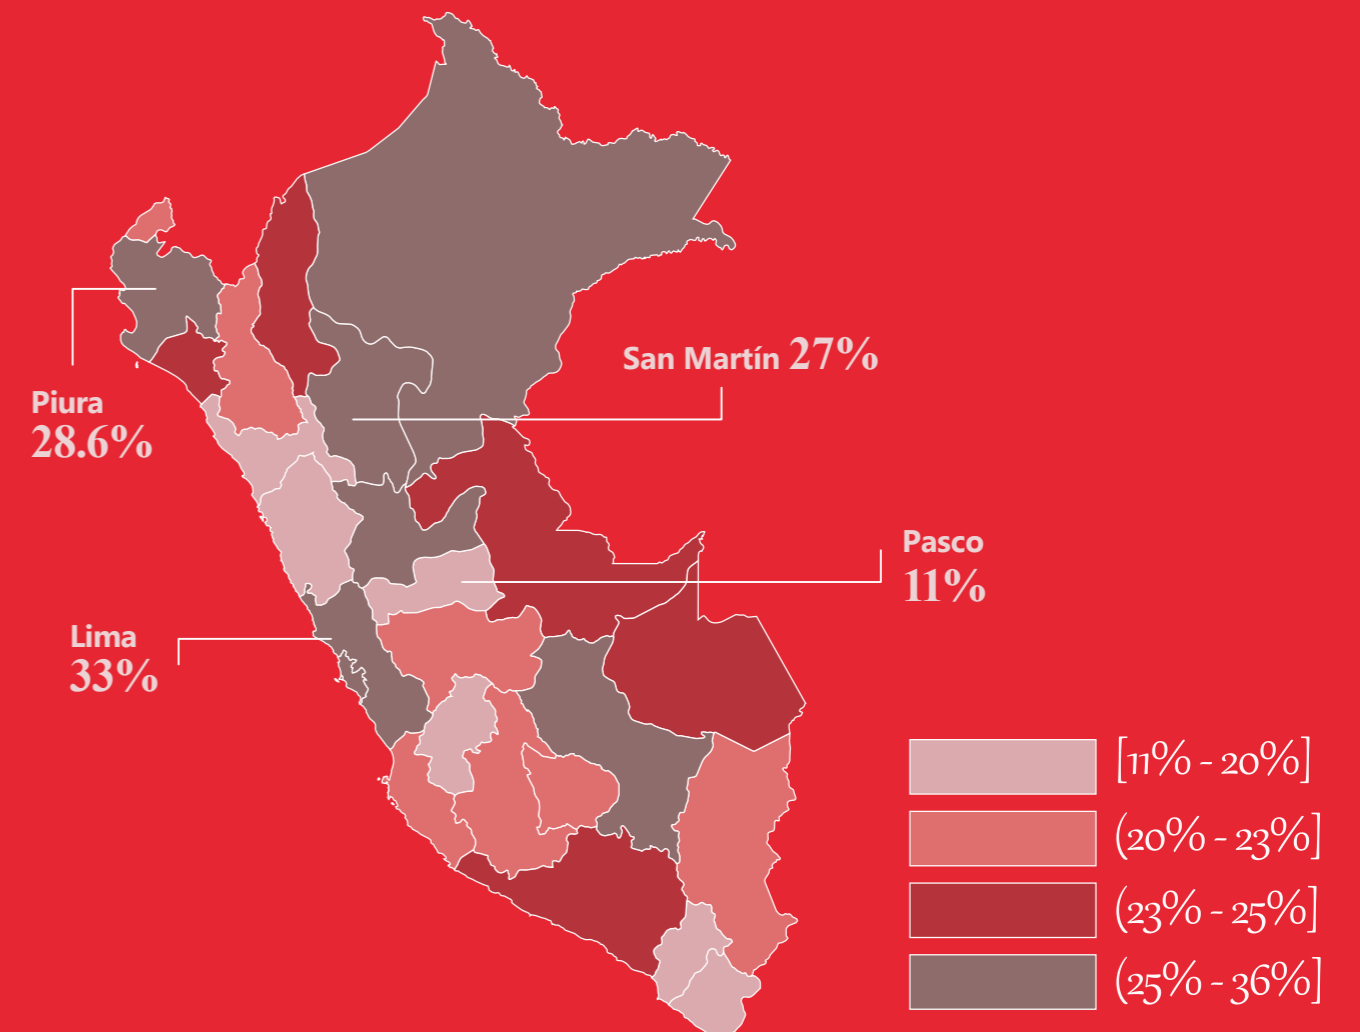 San Martín 27%
Piura
28.6%
Pasco
11%
Lima
33%
[11% - 20%]
(20% - 23%]
(23% - 25%]
(25% - 36%]